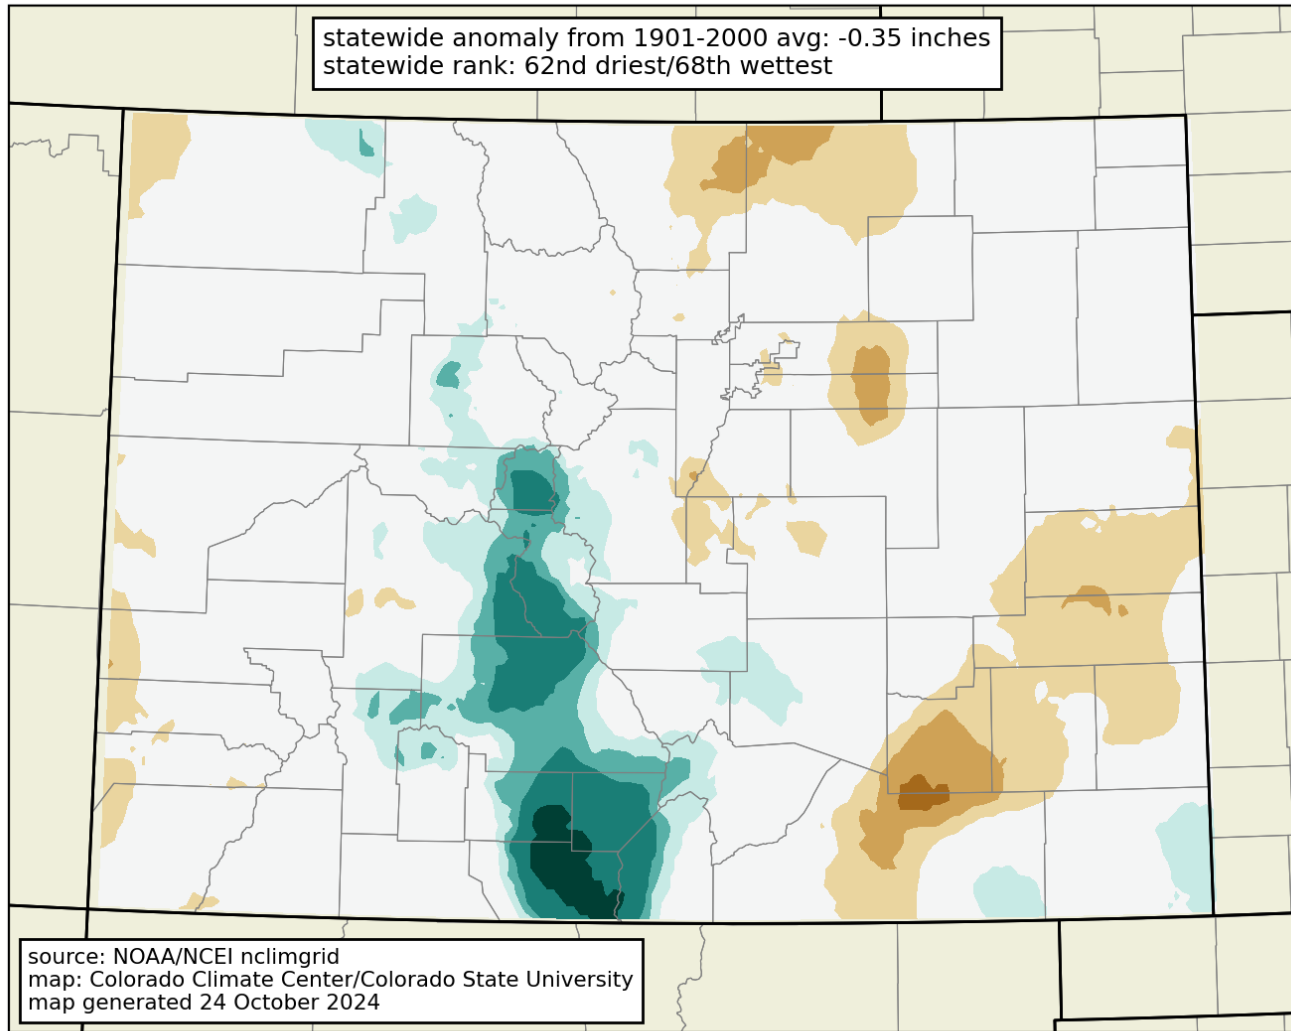 statewide anomaly from 1901-2000 avg: -0.35 inches
statewide rank: 62nd driest/68th wettest
source: NOAA/NCEI nclimgrid
map: Colorado Climate Center/Colorado State University
map generated 24 October 2024